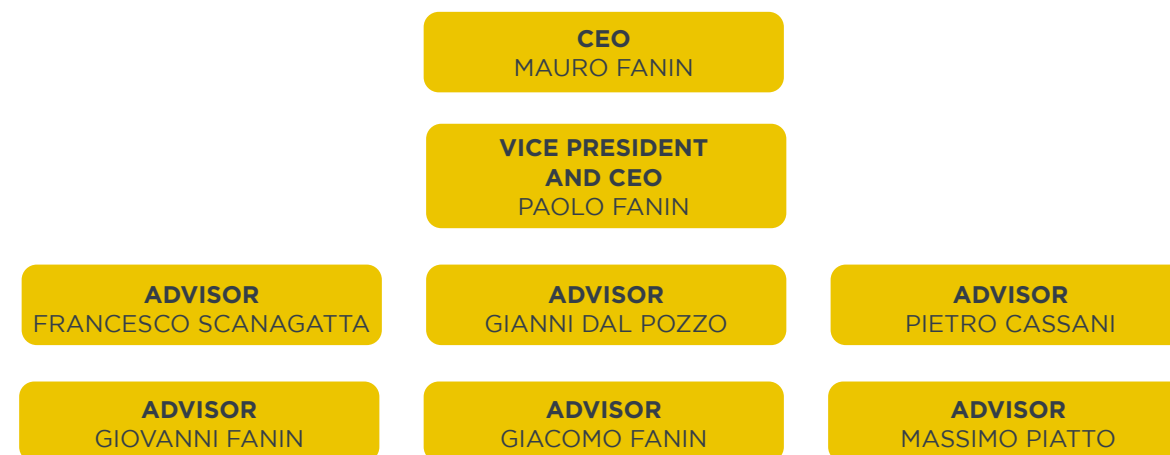 CEO
MAURO FANIN
VICE PRESIDENT
AND CEO
PAOLO FANIN
ADVISOR
FRANCESCO SCANAGATTA
ADVISOR
GIANNI DAL POZZO
ADVISOR
PIETRO CASSANI
ADVISOR
GIOVANNI FANIN
ADVISOR
GIACOMO FANIN
ADVISOR
MASSIMO PIATTO